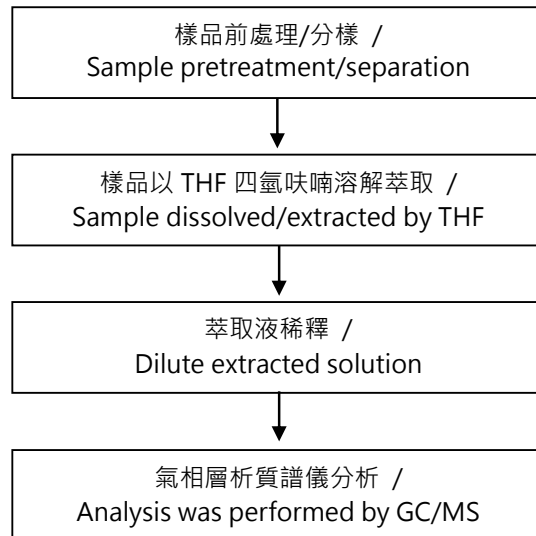 樣品前處理/分樣 /
Sample pretreatment/separation
樣品以 THF 四氫呋喃溶解萃取 /
Sample dissolved/extracted by THF
萃取液稀釋 /
Dilute extracted solution
氣相層析質譜儀分析 /
Analysis was performed by GC/MS